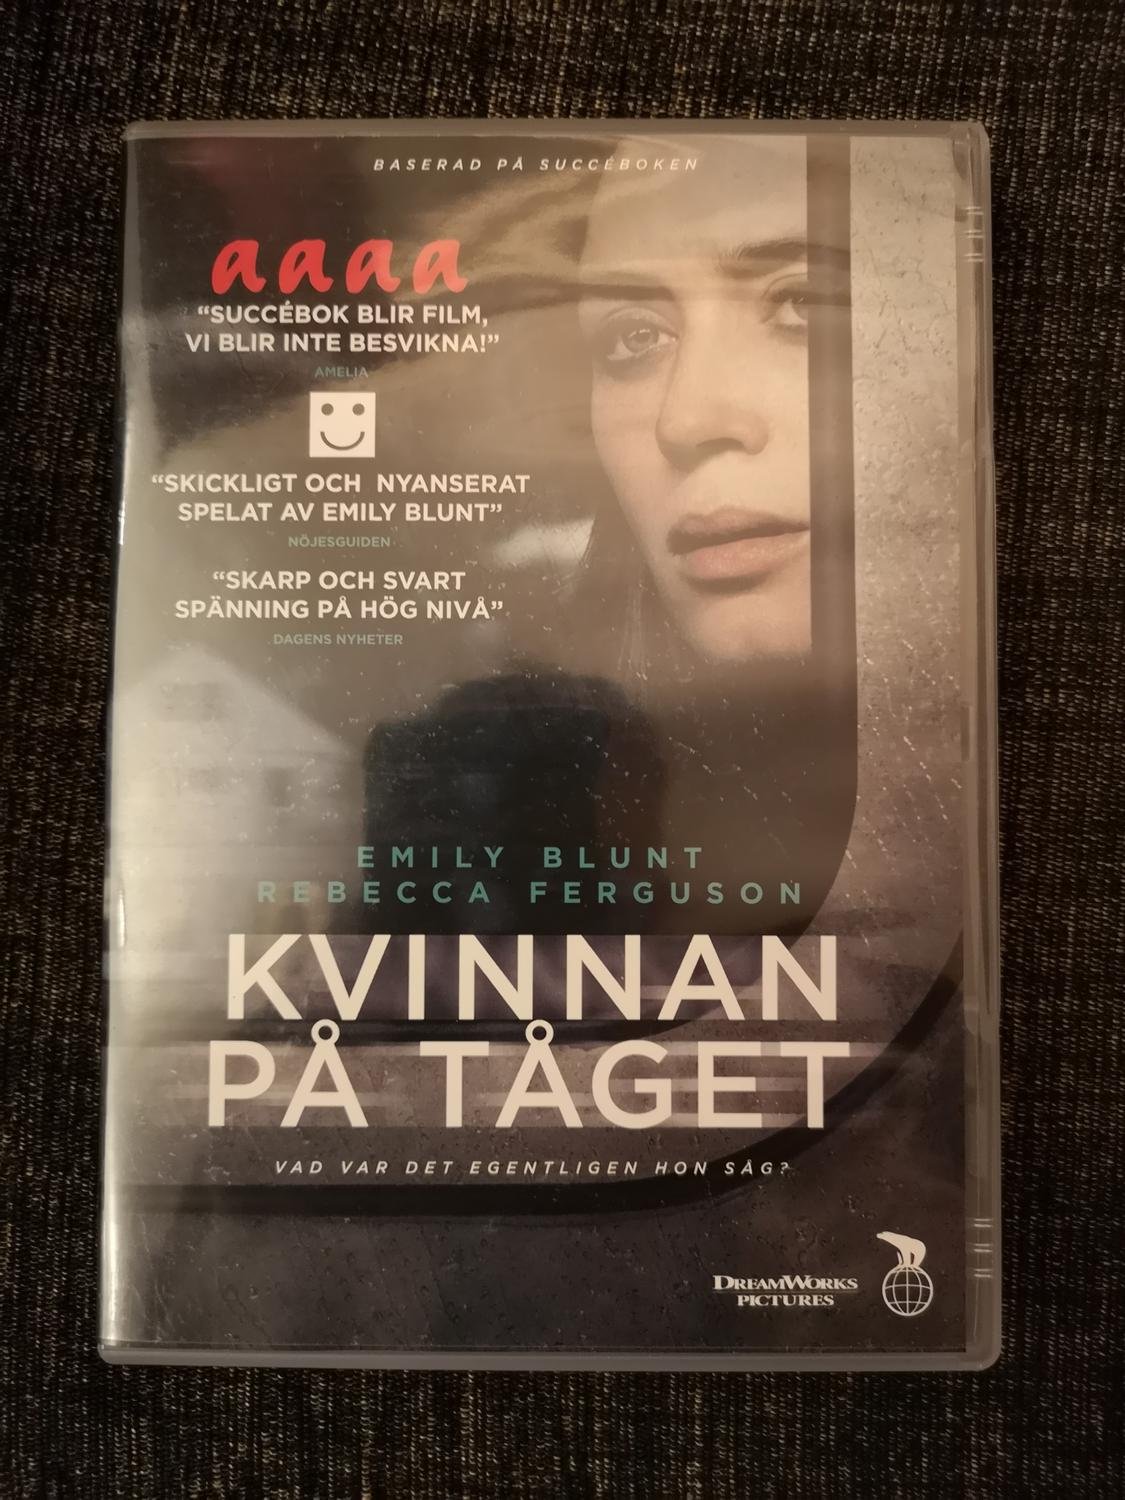 BASERAD PÅ SUCCÉBOKEN
aaaa
“SUCCÉBOK BLIR FILM,
VI BLIR INTE BESVIKNA!”
AMELIA
“SKICKLIGT OCH NYANSERAT
SPELAT AV EMILY BLUNT”
NÖJESGUIDEN
“SKARP OCH SVART
SPÄNNING PÅ HÖG NIVÅ”
DAGENS NYHETER
EMILY BLUNT
REBECCA FERGUSON
KVINNAN
PÅ TÅGET
VAD VAR DET EGENTLIGEN HON SÅG?
DREAMWORKS
PICTURES